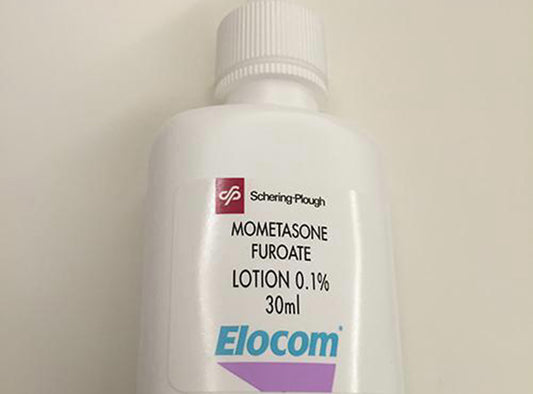 Schering-Plough
MOMETASONE
FUROATE
LOTION 0.1%
30ml
Elocom®